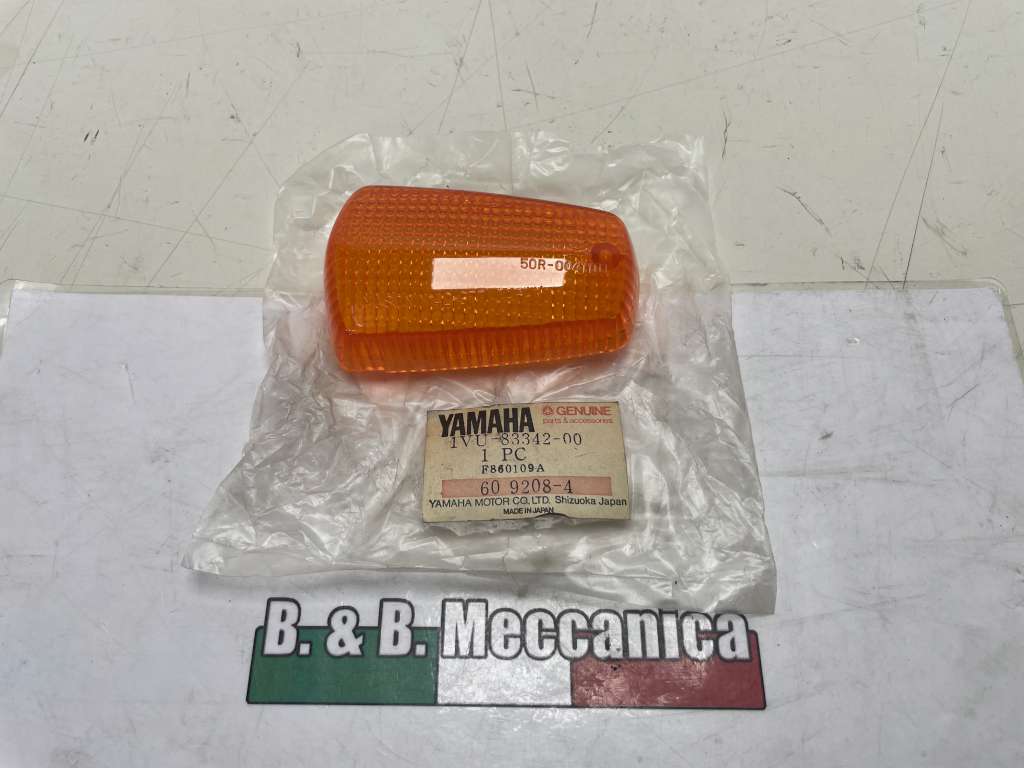 50R-00
YAMAHA GENUINE
parts & accessories
1VU-83342-00
1 PC
F860109A
60 9208-4
YAMAHA MOTOR CO.,LTD. Shizuoka Japan
MADE IN JAPAN
B. & B. Meccanica